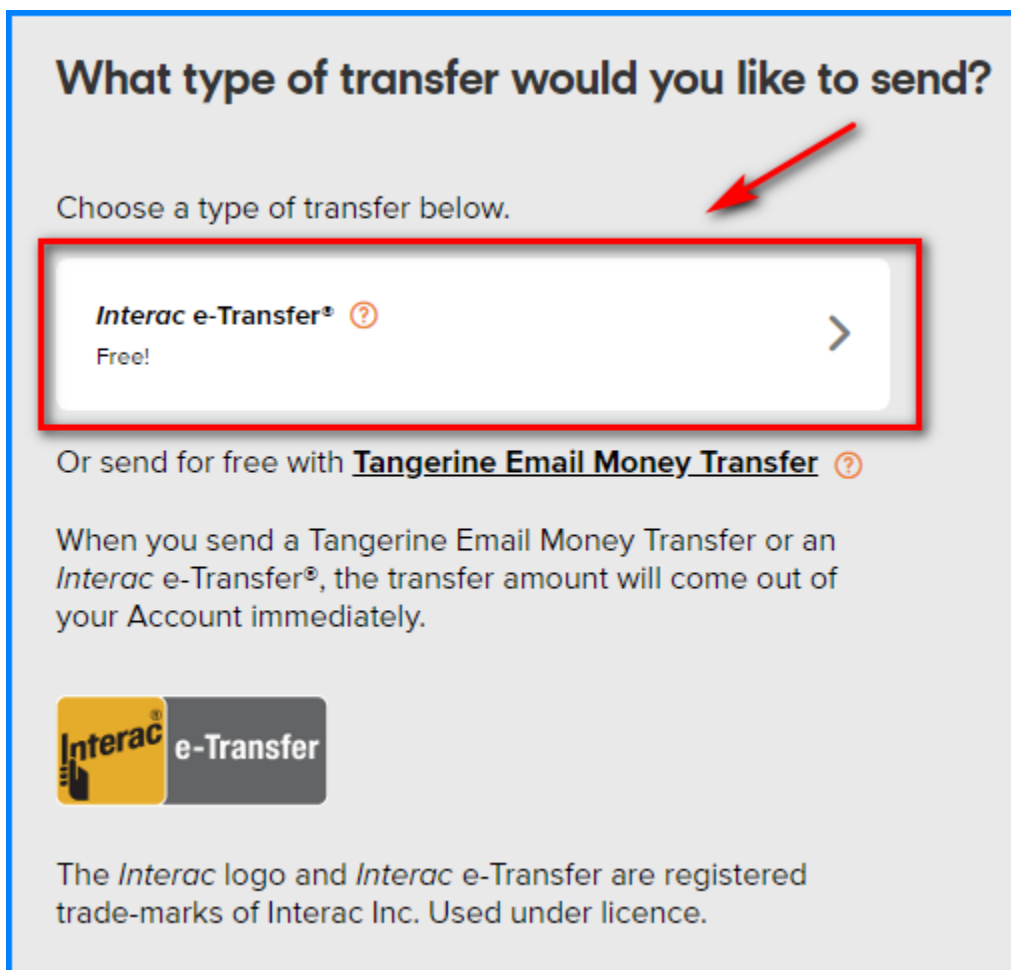 What type of transfer would you like to send?
Choose a type of transfer below.
Interac e-Transfer®
Free!
Or send for free with Tangerine Email Money Transfer
When you send a Tangerine Email Money Transfer or an
Interac e-Transfer®, the transfer amount will come out of
your Account immediately.
Interac® e-Transfer
The Interac logo and Interac e-Transfer are registered
trade-marks of Interac Inc. Used under licence.